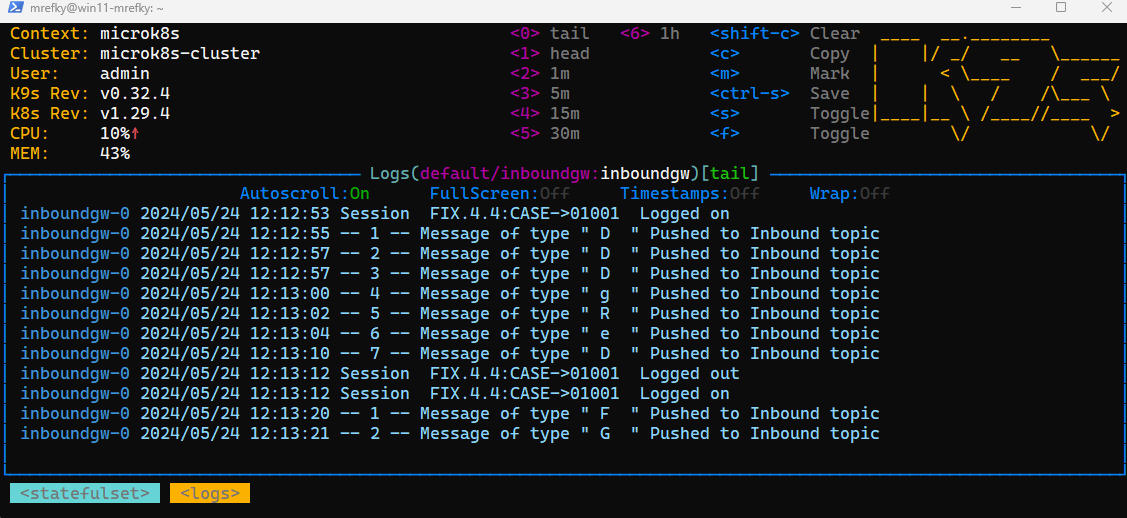 mrefky@win11-mrefky: ~
Context: microk8s <0> tail <6> 1h <shift-c> Clear
Cluster: microk8s-cluster <1> head <c> Copy
User: admin <2> 1m <m> Mark
K9s Rev: v0.32.4 <3> 5m <ctrl-s> Save
K8s Rev: v1.29.4 <4> 15m <s> Toggle
CPU: 10%↑ <5> 30m <f> Toggle
MEM: 43%
Logs(default/inboundgw:inboundgw)[tail]
Autoscroll:On FullScreen:Off Timestamps:Off Wrap:Off
inboundgw-0 2024/05/24 12:12:53 Session FIX.4.4:CASE->01001 Logged on
inboundgw-0 2024/05/24 12:12:55 -- 1 -- Message of type " D " Pushed to Inbound topic
inboundgw-0 2024/05/24 12:12:57 -- 2 -- Message of type " D " Pushed to Inbound topic
inboundgw-0 2024/05/24 12:12:57 -- 3 -- Message of type " D " Pushed to Inbound topic
inboundgw-0 2024/05/24 12:13:00 -- 4 -- Message of type " g " Pushed to Inbound topic
inboundgw-0 2024/05/24 12:13:02 -- 5 -- Message of type " R " Pushed to Inbound topic
inboundgw-0 2024/05/24 12:13:04 -- 6 -- Message of type " e " Pushed to Inbound topic
inboundgw-0 2024/05/24 12:13:10 -- 7 -- Message of type " D " Pushed to Inbound topic
inboundgw-0 2024/05/24 12:13:12 Session FIX.4.4:CASE->01001 Logged out
inboundgw-0 2024/05/24 12:13:12 Session FIX.4.4:CASE->01001 Logged on
inboundgw-0 2024/05/24 12:13:20 -- 1 -- Message of type " F " Pushed to Inbound topic
inboundgw-0 2024/05/24 12:13:21 -- 2 -- Message of type " G " Pushed to Inbound topic
<statefulset> <logs>